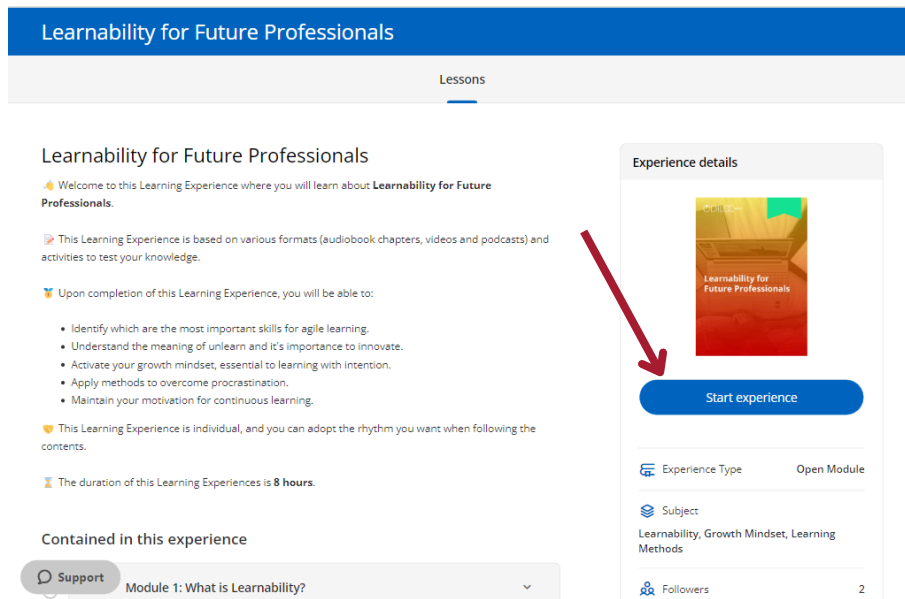 Learnability for Future Professionals
Lessons
Learnability for Future Professionals
👋 Welcome to this Learning Experience where you will learn about Learnability for Future
Professionals.
📝 This Learning Experience is based on various formats (audiobook chapters, videos and podcasts) and
activities to test your knowledge.
🏅 Upon completion of this Learning Experience, you will be able to:
• Identify which are the most important skills for agile learning.
• Understand the meaning of unlearn and it's importance to innovate.
• Activate your growth mindset, essential to learning with intention.
• Apply methods to overcome procrastination.
• Maintain your motivation for continuous learning.
🤝 This Learning Experience is individual, and you can adopt the rhythm you want when following the
contents.
⏳ The duration of this Learning Experiences is 8 hours.
Contained in this experience
Support
Module 1: What is Learnability?
Experience details
Learnability for
Future Professionals
Start experience
Experience Type Open Module
Subject
Learnability, Growth Mindset, Learning
Methods
Followers 2